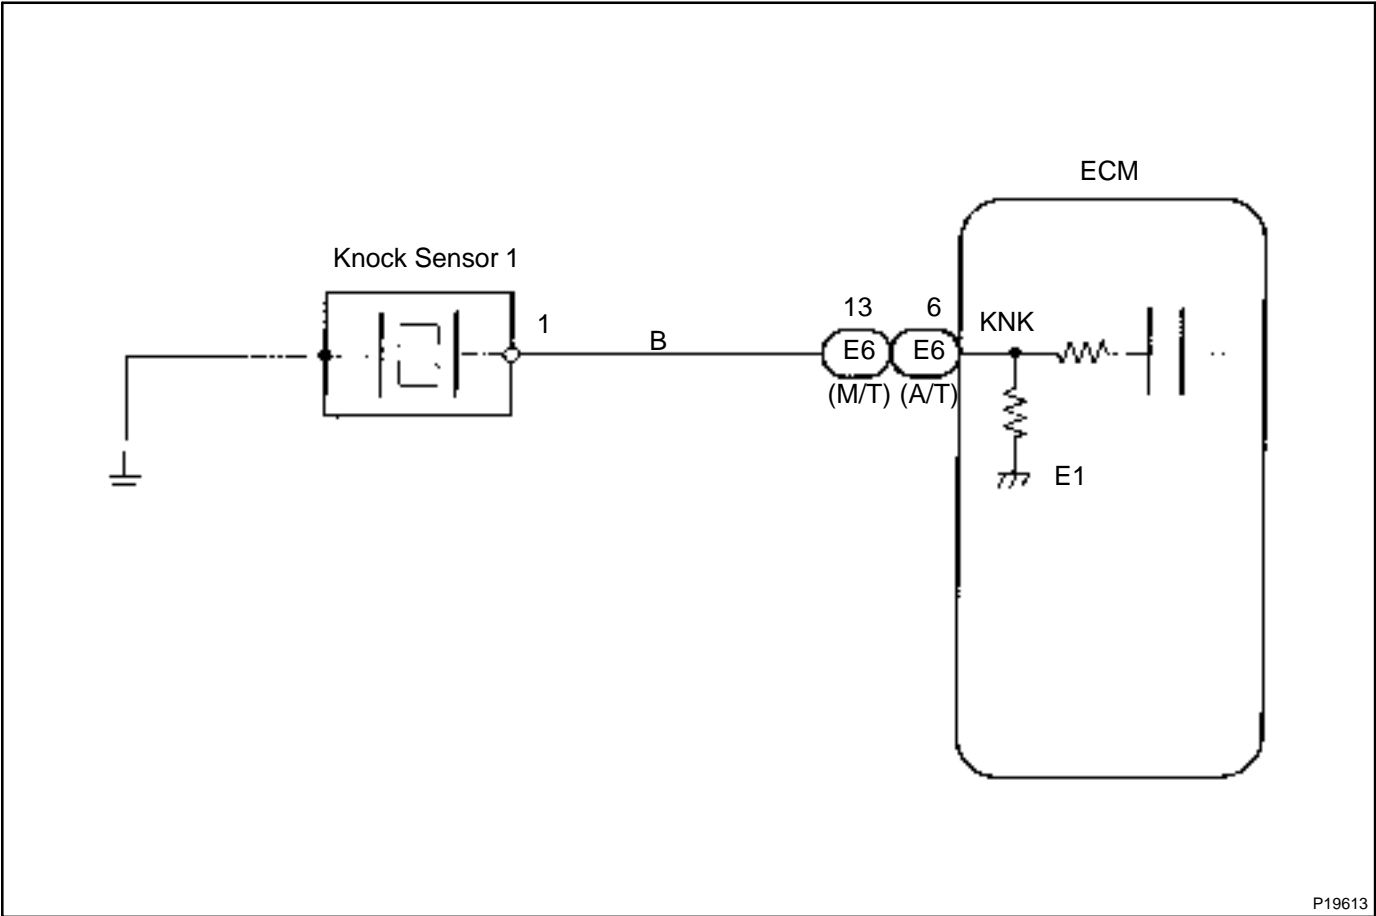 ECM
Knock Sensor 1
1
B
13 6
E6 E6
(M/T) (A/T)
KNK
E1
P19613